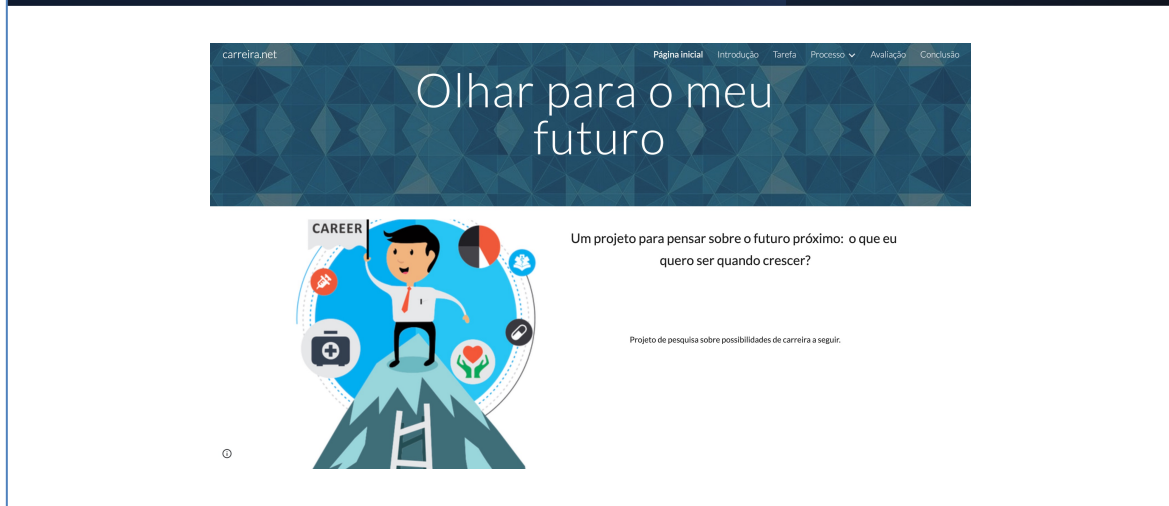 carreira.net
Página inicial Introdução Tarefa Processo Avaliação Conclusão
Olhar para o meu
futuro
CAREER
Um projeto para pensar sobre o futuro próximo: o que eu
quero ser quando crescer?
Projeto de pesquisa sobre possibilidades de carreira a seguir.